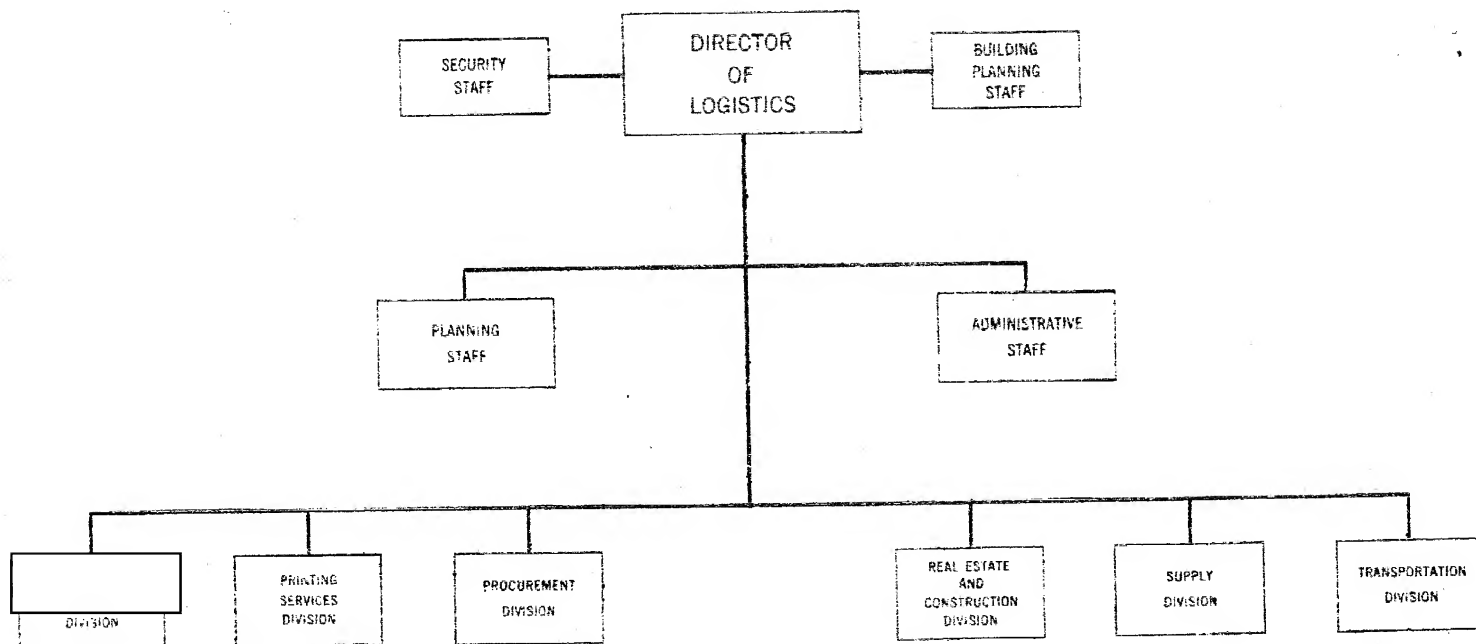 SECURITY
STAFF
DIRECTOR
OF
LOGISTICS
BUILDING
PLANNING
STAFF
PLANNING
STAFF
ADMINISTRATIVE
STAFF
DIVISION
PRINTING
SERVICES
DIVISION
PROCUREMENT
DIVISION
REAL ESTATE
AND
CONSTRUCTION
DIVISION
SUPPLY
DIVISION
TRANSPORTATION
DIVISION